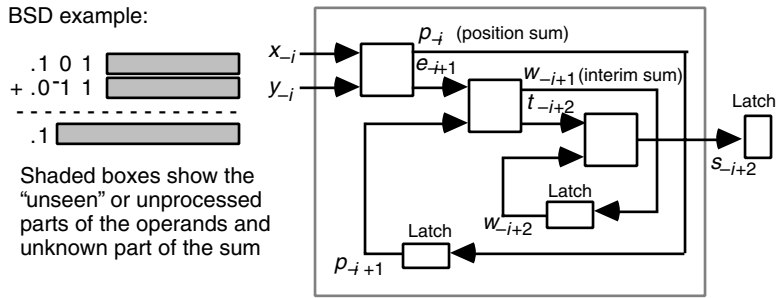 BSD example:
.1 0 1
+ .0 ⁻1 1
.1
Shaded boxes show the
“unseen” or unprocessed
parts of the operands and
unknown part of the sum
x–i
y–i
p–i (position sum)
e–i+1
w–i+1 (interim sum)
t–i+2
Latch
s–i+2
Latch
w–i+2
Latch
p–i+1